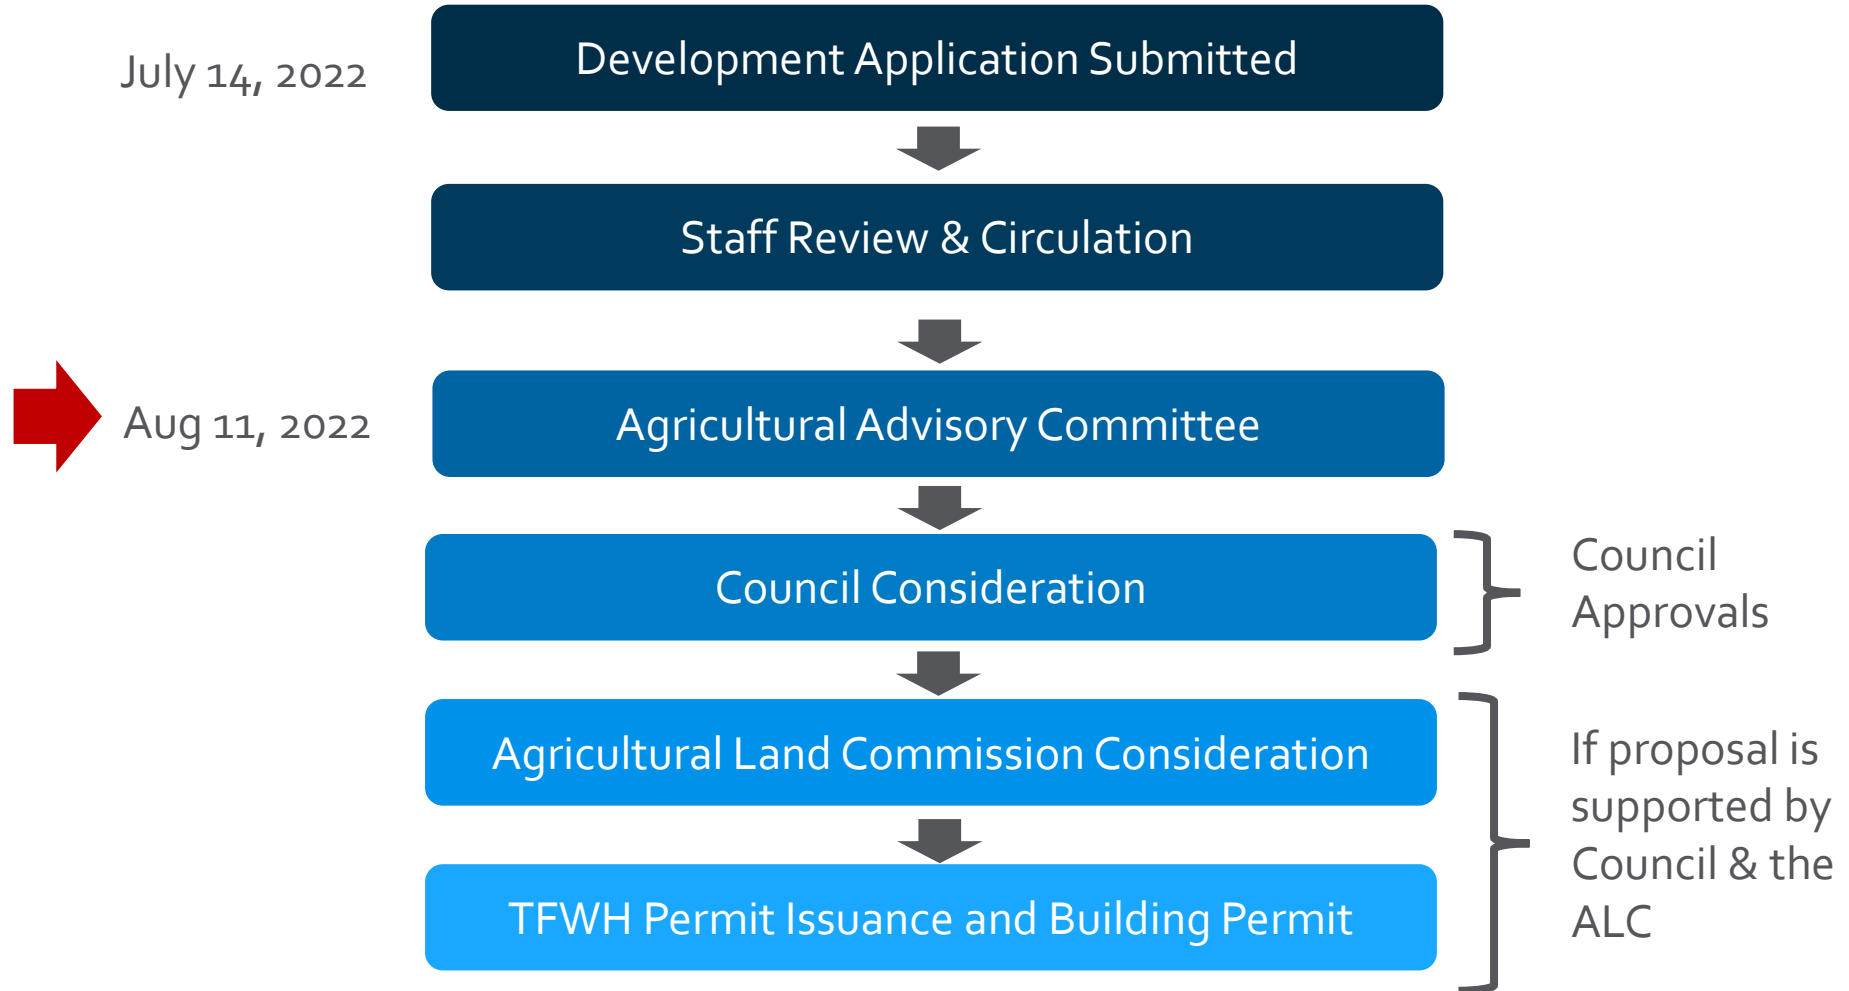 July 14, 2022
Development Application Submitted
Staff Review & Circulation
Aug 11, 2022
Agricultural Advisory Committee
Council Consideration
Council
Approvals
Agricultural Land Commission Consideration
TFWH Permit Issuance and Building Permit
If proposal is
supported by
Council & the
ALC